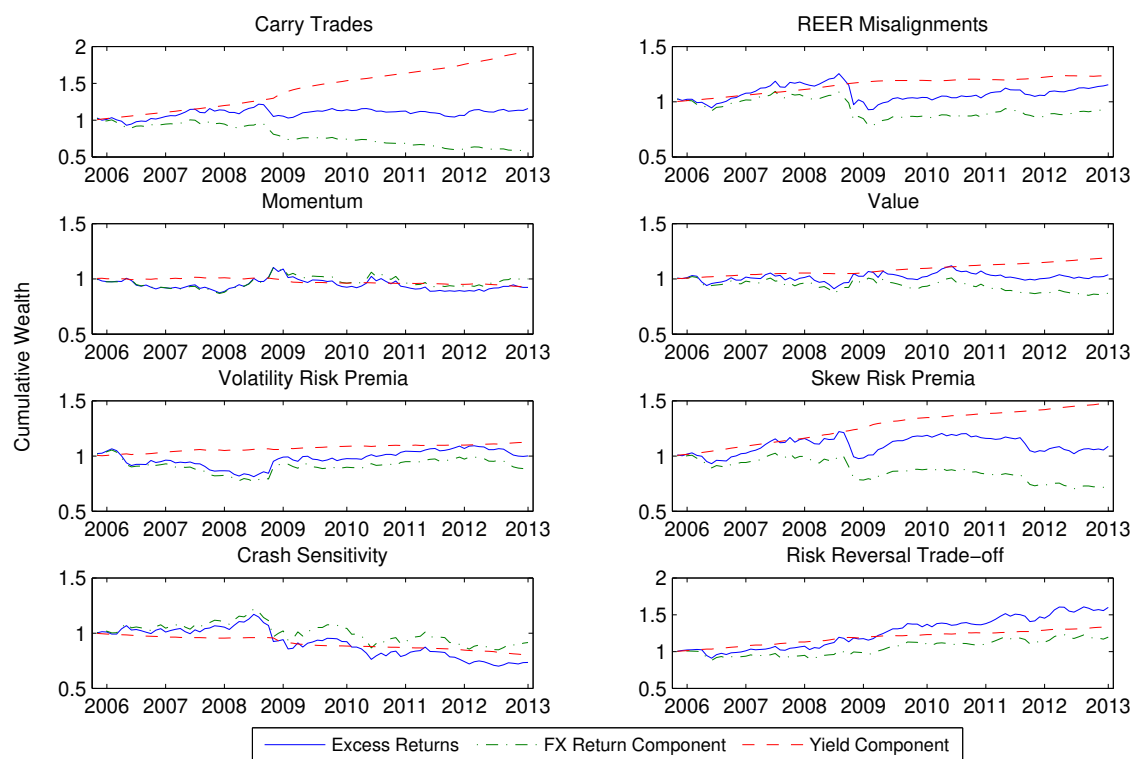 Cumulative Wealth
Carry Trades
2
1.5
1
0.5
2006 2007 2008 2009 2010 2011 2012 2013
REER Misalignments
1.5
1
0.5
2006 2007 2008 2009 2010 2011 2012 2013
Momentum
1.5
1
0.5
2006 2007 2008 2009 2010 2011 2012 2013
Value
1.5
1
0.5
2006 2007 2008 2009 2010 2011 2012 2013
Volatility Risk Premia
1.5
1
0.5
2006 2007 2008 2009 2010 2011 2012 2013
Skew Risk Premia
1.5
1
0.5
2006 2007 2008 2009 2010 2011 2012 2013
Crash Sensitivity
1.5
1
0.5
2006 2007 2008 2009 2010 2011 2012 2013
Risk Reversal Trade−off
2
1.5
1
0.5
2006 2007 2008 2009 2010 2011 2012 2013
Excess Returns FX Return Component Yield Component